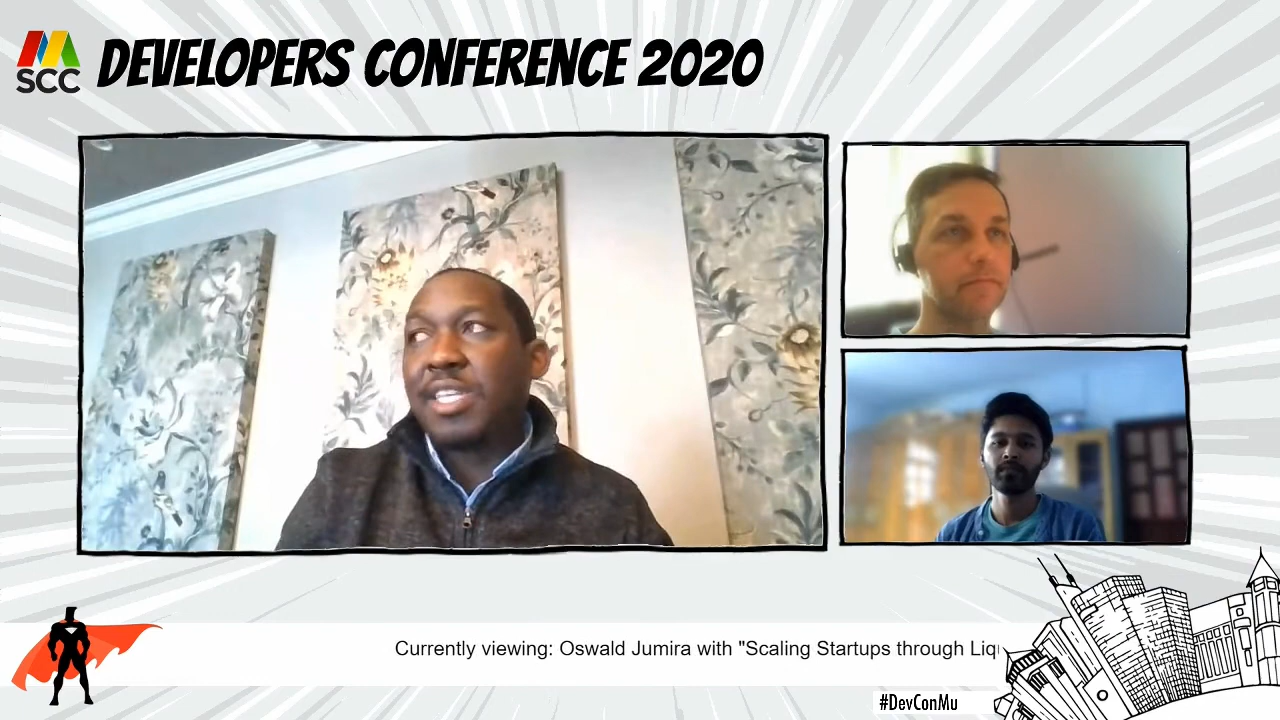 SCC
DEVELOPERS CONFERENCE 2020
Currently viewing: Oswald Jumira with "Scaling Startups through
#DevConMu